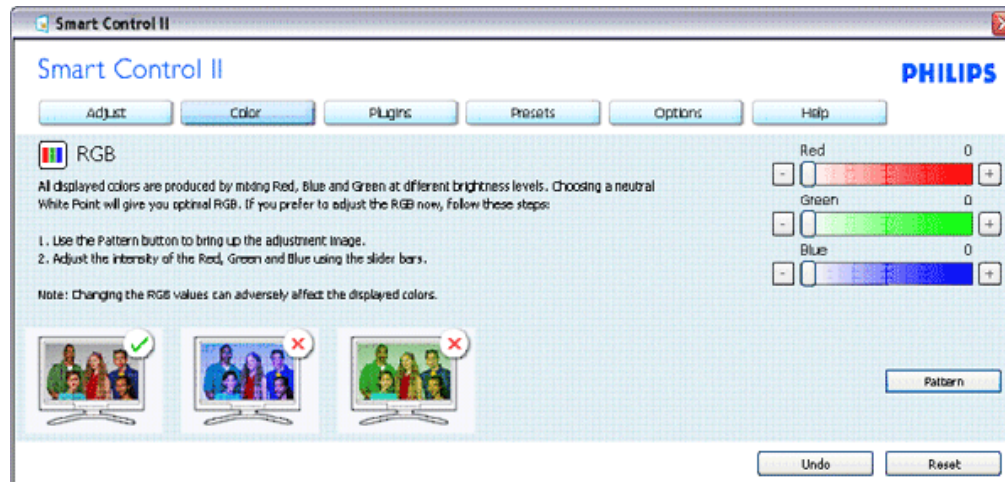 Smart Control II
Smart Control II
PHILIPS
Adjust Color Plugins Presets Options Help
RGB
All displayed colors are produced by mixing Red, Blue and Green at different brightness levels. Choosing a neutral
White Point will give you optimal RGB. If you prefer to adjust the RGB now, follow these steps:
1. Use the Pattern button to bring up the adjustment image.
2. Adjust the intensity of the Red, Green and Blue using the slider bars.
Note: Changing the RGB values can adversely affect the displayed colors.
Red 0
- +
Green 0
- +
Blue 0
- +
Pattern
Undo Reset